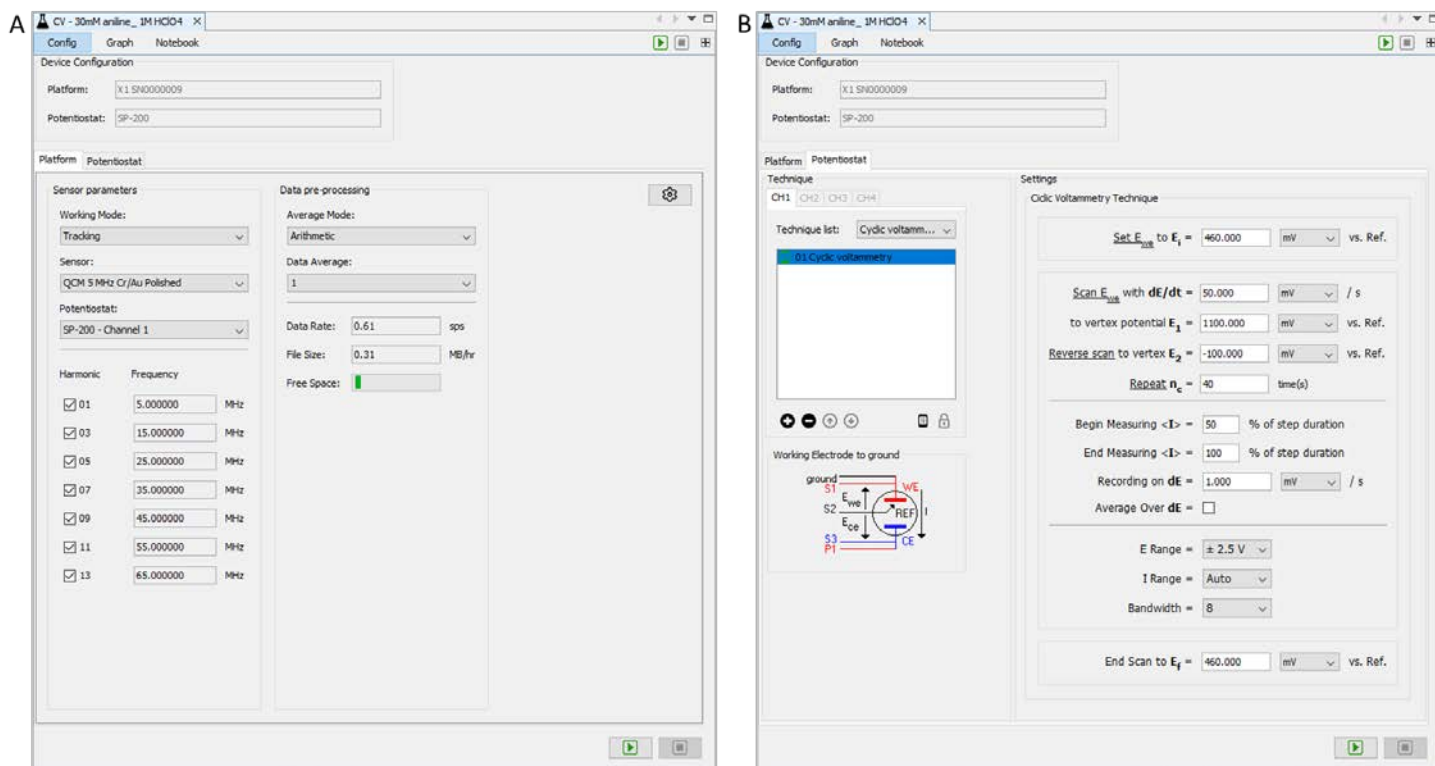 A
CV - 30mM aniline_ 1M HClO4 X
Config Graph Notebook
Device Configuration
Platform: X1 SN0000009
Potentiostat: SP-200
Platform Potentiostat
Sensor parameters
Working Mode:
Tracking
Sensor:
QCM 5 MHz Cr/Au Polished
Potentiostat:
SP-200 - Channel 1
Harmonic Frequency
01 5.000000 MHz
03 15.000000 MHz
05 25.000000 MHz
07 35.000000 MHz
09 45.000000 MHz
11 55.000000 MHz
13 65.000000 MHz
Data pre-processing
Average Mode:
Arithmetic
Data Average:
1
Data Rate: 0.61 sps
File Size: 0.31 MB/hr
Free Space:
B
CV - 30mM aniline_ 1M HClO4 X
Config Graph Notebook
Device Configuration
Platform: X1 SN0000009
Potentiostat: SP-200
Platform Potentiostat
Technique
CH1 CH2 CH3 CH4
Technique list: Cyclic voltamm...
01 Cyclic voltammetry
Working Electrode to ground
ground
S1
WE
Ewe
S2
REF
I
Ece
S3
CE
P1
Settings
Ciclic Voltammetry Technique
Set Ewe to Ei = 460.000 mV vs. Ref.
Scan Ewe with dE/dt = 50.000 mV / s
to vertex potential E1 = 1100.000 mV vs. Ref.
Reverse scan to vertex E2 = -100.000 mV vs. Ref.
Repeat nc = 40 time(s)
Begin Measuring <I> = 50 % of step duration
End Measuring <I> = 100 % of step duration
Recording on dE = 1.000 mV / s
Average Over dE =
E Range = ± 2.5 V
I Range = Auto
Bandwidth = 8
End Scan to Ef = 460.000 mV vs. Ref.